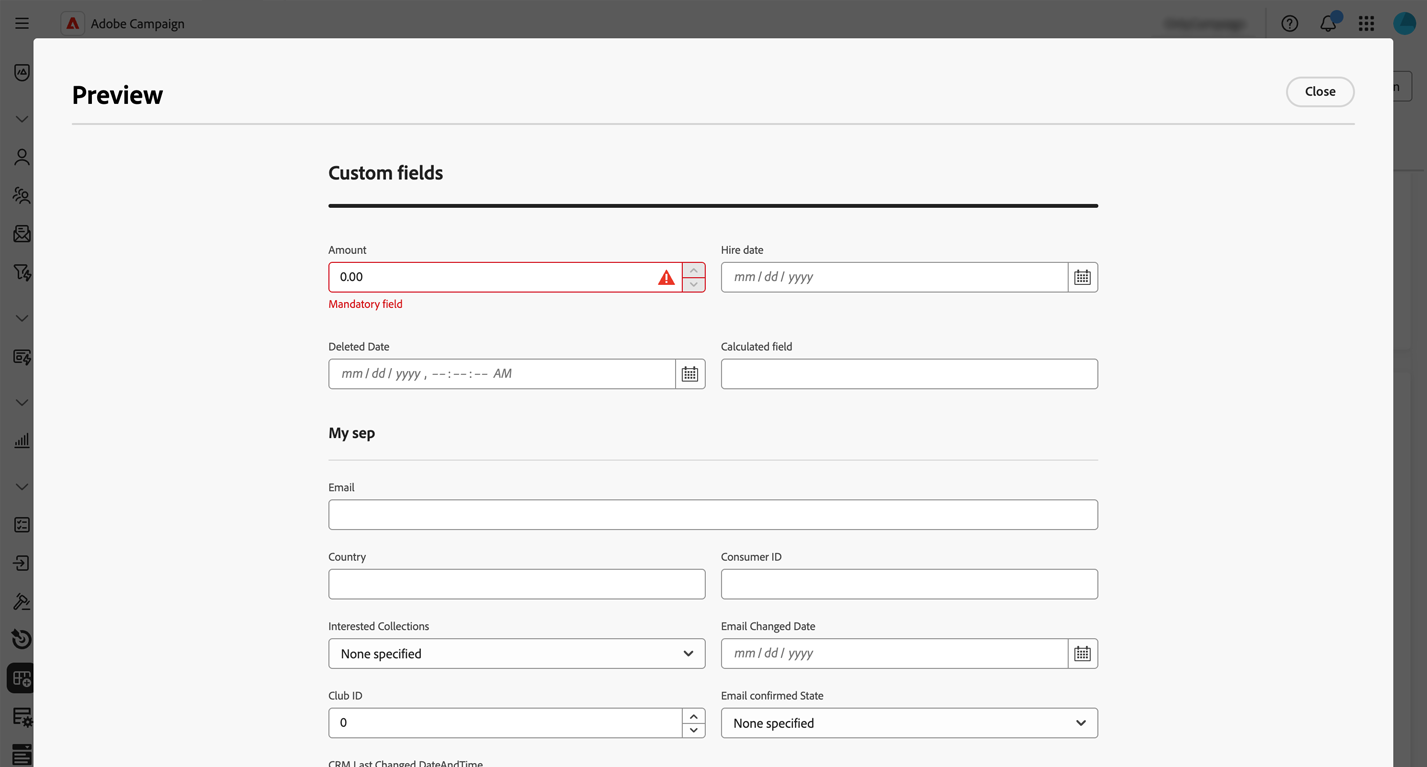 Adobe Campaign
n
Preview
Close
Custom fields
Amount
Hire date
0.00
mm / dd / yyyy
Mandatory field
Deleted Date
Calculated field
mm / dd / yyyy , --:--:-- AM
My sep
Email
Country
Consumer ID
Interested Collections
Email Changed Date
None specified
mm / dd / yyyy
Club ID
Email confirmed State
0
None specified
CRM Last Changed DateAndTime